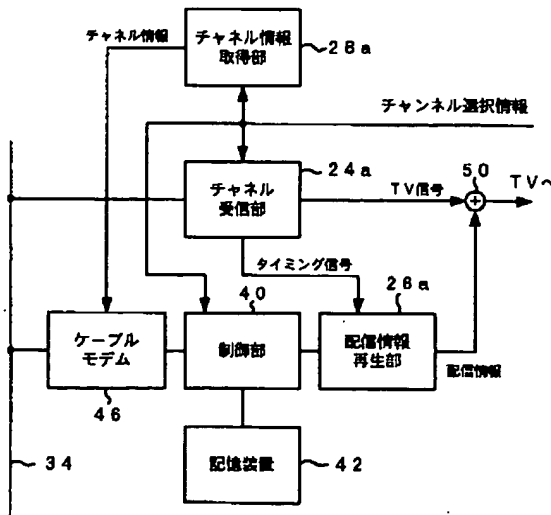 チャネル情報
チャネル情報
取得部
28a
チャンネル選択情報
チャネル
受信部
24a
TV信号
50
TVへ
タイミング信号
40
26a
ケーブル
モデム
制御部
配信情報
再生部
配信情報
46
記憶装置
42
34